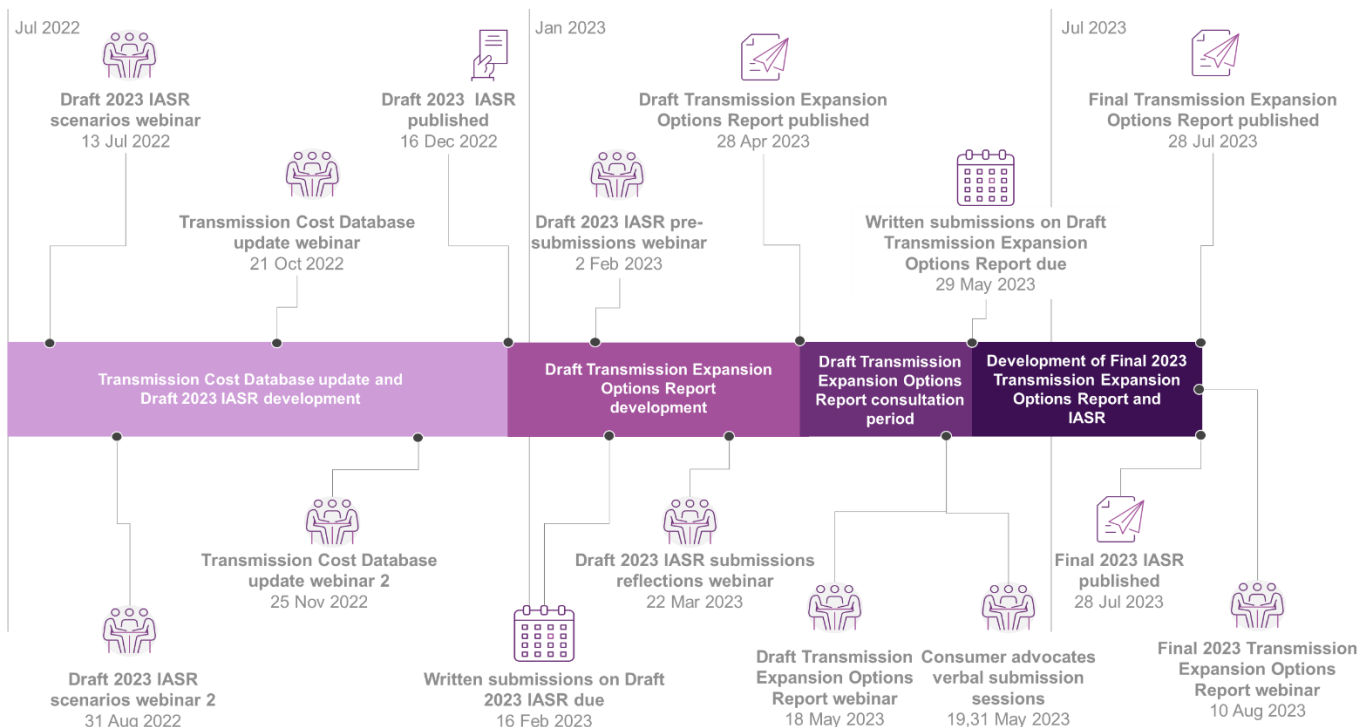 Jul 2022
Jan 2023
Jul 2023
Draft 2023 IASR
scenarios webinar
13 Jul 2022
Draft 2023 IASR
published
16 Dec 2022
Draft Transmission Expansion
Options Report published
28 Apr 2023
Final Transmission Expansion
Options Report published
28 Jul 2023
Transmission Cost Database
update webinar
21 Oct 2022
Draft 2023 IASR pre-
submissions webinar
2 Feb 2023
Written submissions on Draft
Transmission Expansion
Options Report due
29 May 2023
Transmission Cost Database update and
Draft 2023 IASR development
Draft Transmission Expansion
Options Report
development
Draft Transmission
Expansion Options
Report consultation
period
Development of Final 2023
Transmission Expansion
Options Report and
IASR
Transmission Cost Database
update webinar 2
25 Nov 2022
Draft 2023 IASR submissions
reflections webinar
22 Mar 2023
Final 2023 IASR
published
28 Jul 2023
Draft 2023 IASR
scenarios webinar 2
31 Aug 2022
Written submissions on Draft
2023 IASR due
16 Feb 2023
Draft Transmission
Expansion Options
Report webinar
18 May 2023
Consumer advocates
verbal submission
sessions
19,31 May 2023
Final 2023 Transmission
Expansion Options
Report webinar
10 Aug 2023